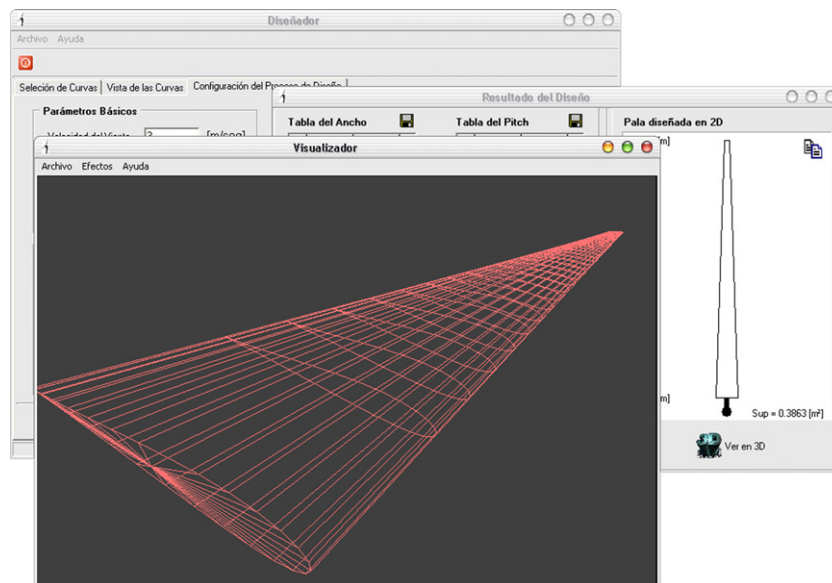 Diseñador
Archivo Ayuda
Seleción de Curvas Vista de las Curvas Configuración del Proceso de Diseño
Parámetros Básicos
Velocidad del Viento [m/seg]
Resultado del Diseño
Tabla del Ancho Tabla del Pitch Pala diseñada en 2D
Visualizador
Archivo Efectos Ayuda
m]
m]
Sup = 0.3863 [m²]
Ver en 3D